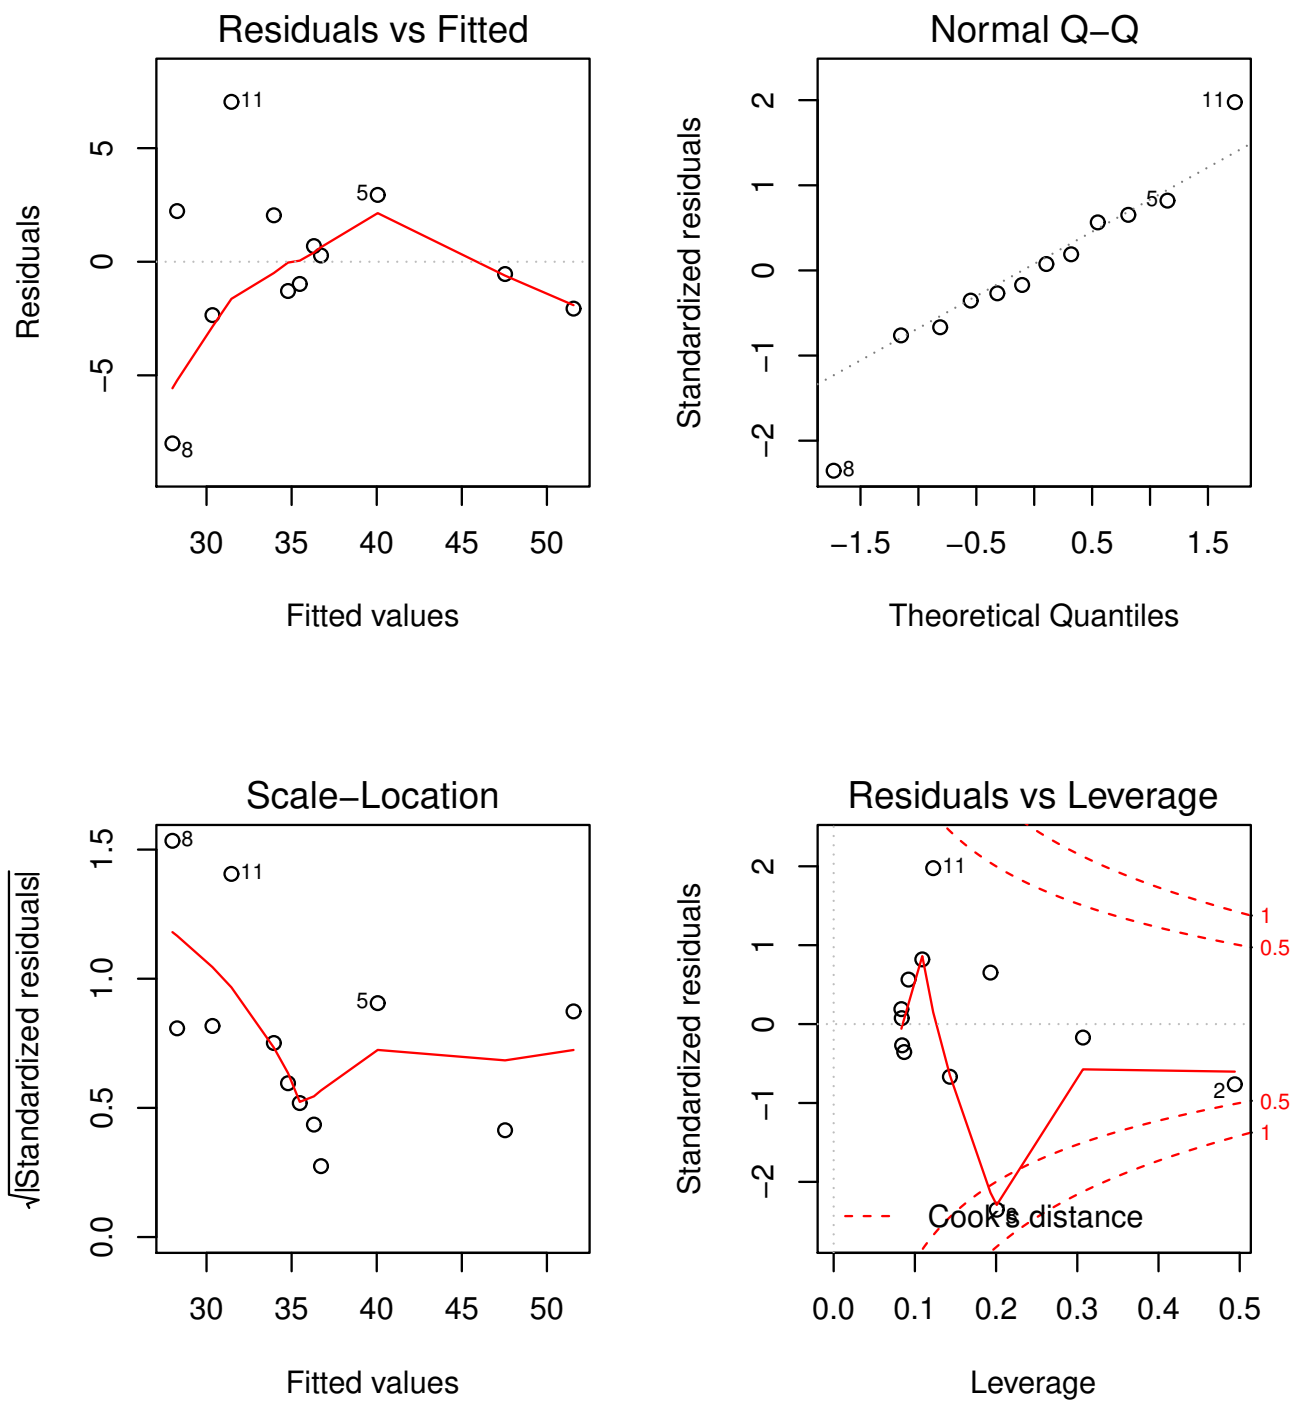 Residuals vs Fitted
Residuals
5
0
−5
11
5
8
30 35 40 45 50
Fitted values
Normal Q−Q
Standardized residuals
2
1
0
−1
−2
11
5
8
−1.5 −0.5 0.5 1.5
Theoretical Quantiles
Scale−Location
√|Standardized residuals|
1.5
1.0
0.5
0.0
8
11
5
30 35 40 45 50
Fitted values
Residuals vs Leverage
Standardized residuals
2
1
0
−1
−2
11
2
8
1
0.5
0.5
1
Cook's distance
0.0 0.1 0.2 0.3 0.4 0.5
Leverage